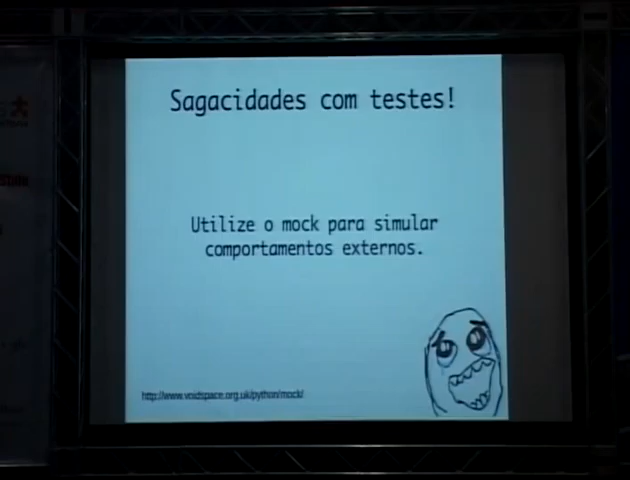 Sagacidades com testes!
Utilize o mock para simular
comportamentos externos.
http://www.voidspace.org.uk/python/mock/